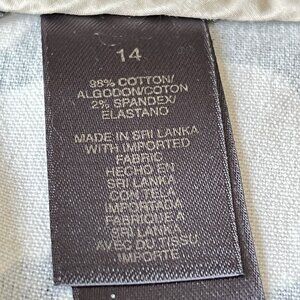 14
98% COTTON/
ALGODON/COTON
2% SPANDEX/
ELASTANO
MADE IN SRI LANKA
WITH IMPORTED
FABRIC
HECHO EN
SRI LANKA
CON TELA
IMPORTADA
FABRIQUE A
SRI LANKA
AVEC DU TISSU
IMPORTE